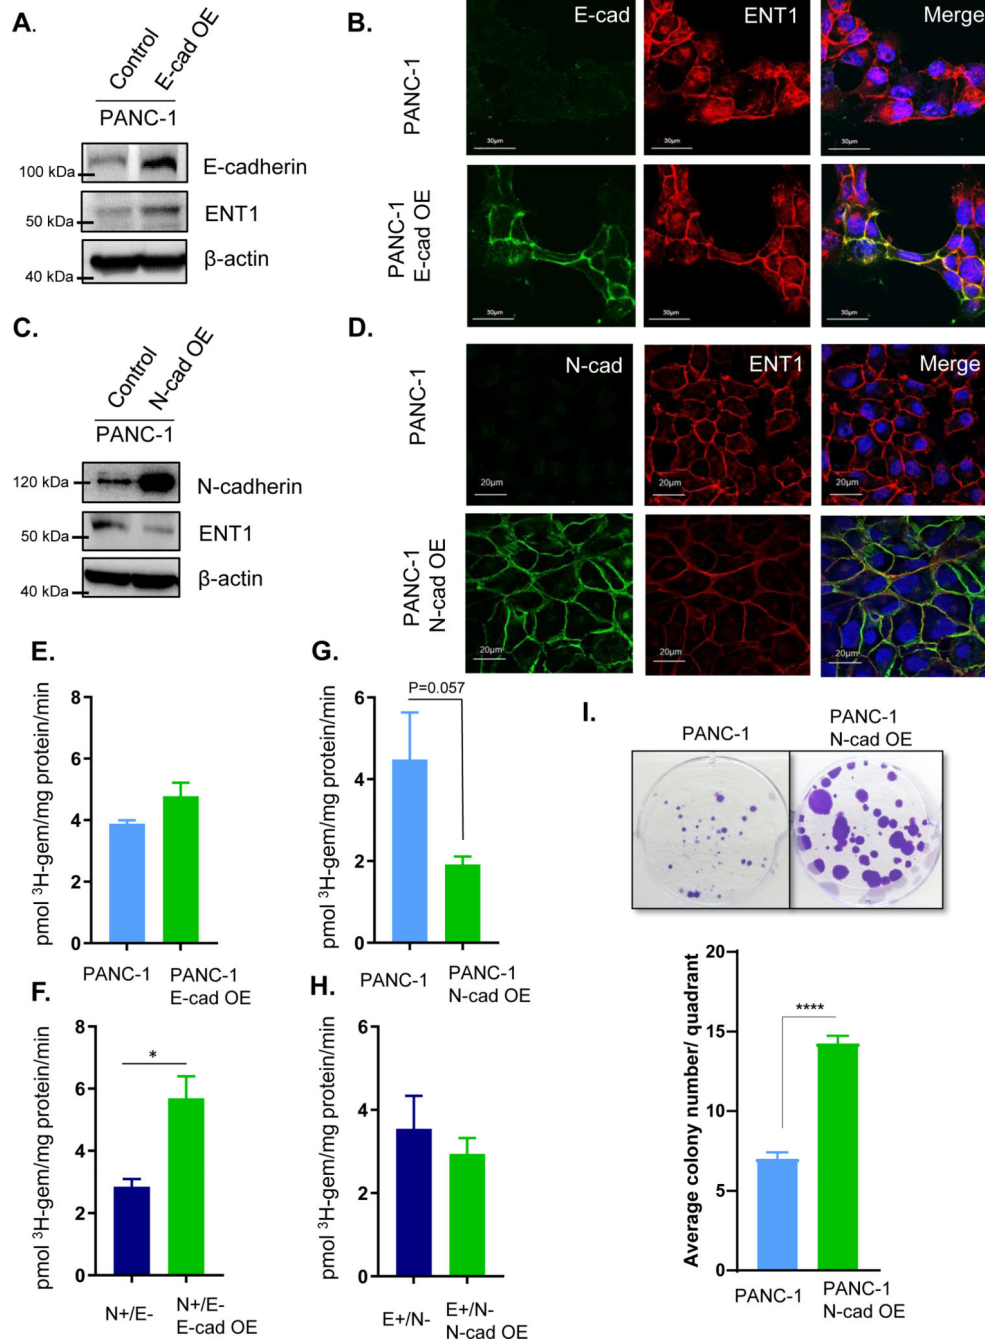 A.
Control
E-cad OE
PANC-1
100 kDa
E-cadherin
50 kDa
ENT1
40 kDa
β-actin
B.
E-cad
ENT1
Merge
PANC-1
30µm
30µm
30µm
PANC-1
E-cad OE
30µm
30µm
30µm
C.
Control
N-cad OE
PANC-1
120 kDa
N-cadherin
50 kDa
ENT1
40 kDa
β-actin
D.
N-cad
ENT1
Merge
PANC-1
20µm
20µm
20µm
PANC-1
N-cad OE
20µm
20µm
20µm
E.
pmol ³H-gem/mg protein/min
8
6
4
2
0
PANC-1
PANC-1
E-cad OE
F.
pmol ³H-gem/mg protein/min
8
6
4
2
0
*
N+/E-
N+/E-
E-cad OE
G.
pmol ³H-gem/mg protein/min
6
4
2
0
P=0.057
PANC-1
PANC-1
N-cad OE
H.
pmol ³H-gem/mg protein/min
6
4
2
0
E+/N-
E+/N-
N-cad OE
I.
PANC-1
PANC-1
N-cad OE
Average colony number/ quadrant
20
15
10
5
0
****
PANC-1
PANC-1
N-cad OE